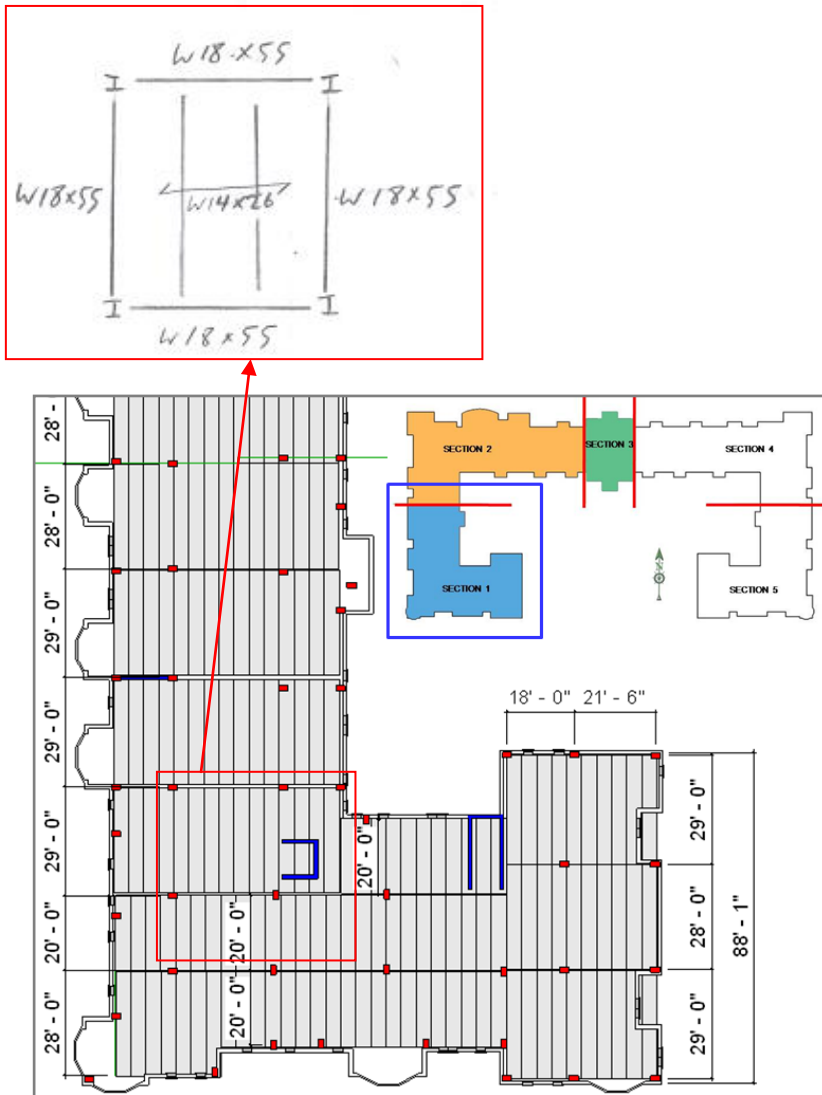 W18x55
W18x55
W14x26
W18x55
W18x55
28' -
28' - 0"
29' - 0"
29' - 0"
29' - 0"
20' - 0"
28' - 0"
20' - 0"
20' - 0"
20' - 0"
SECTION 2
SECTION 3
SECTION 4
SECTION 1
SECTION 5
18' - 0"
21' - 6"
29' - 0"
28' - 0"
29' - 0"
88' - 1"